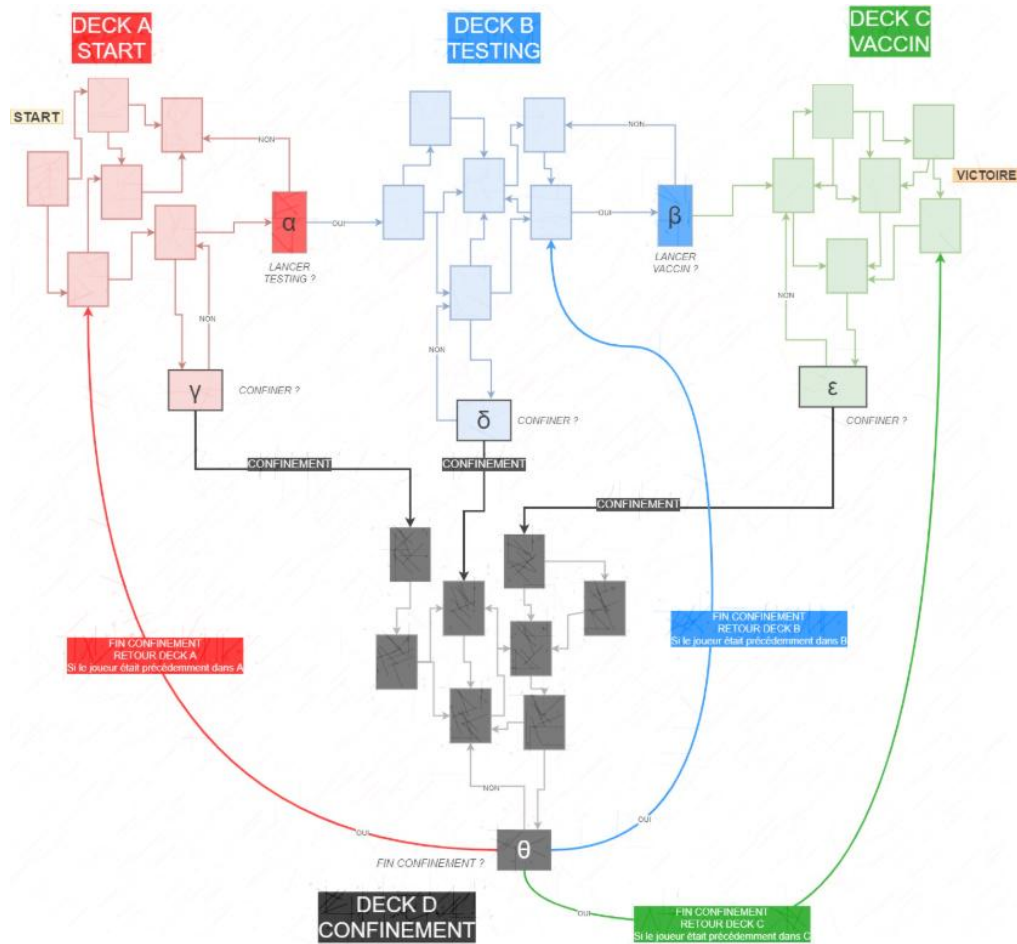 DECK A
START
DECK B
TESTING
DECK C
VACCIN
START
NON
NON
VICTOIRE
α
OUI
OUI
β
LANCER
TESTING ?
LANCER
VACCIN ?
NON
NON
NON
γ
CONFINER ?
δ
CONFINER ?
ε
CONFINER ?
CONFINEMENT
CONFINEMENT
CONFINEMENT
FIN CONFINEMENT
RETOUR DECK A
Si le joueur était précédemment dans A
FIN CONFINEMENT
RETOUR DECK B
Si le joueur était précédemment dans B
NON
OUI
OUI
θ
FIN CONFINEMENT ?
OUI
DECK D
CONFINEMENT
FIN CONFINEMENT
RETOUR DECK C
Si le joueur était précédemment dans C